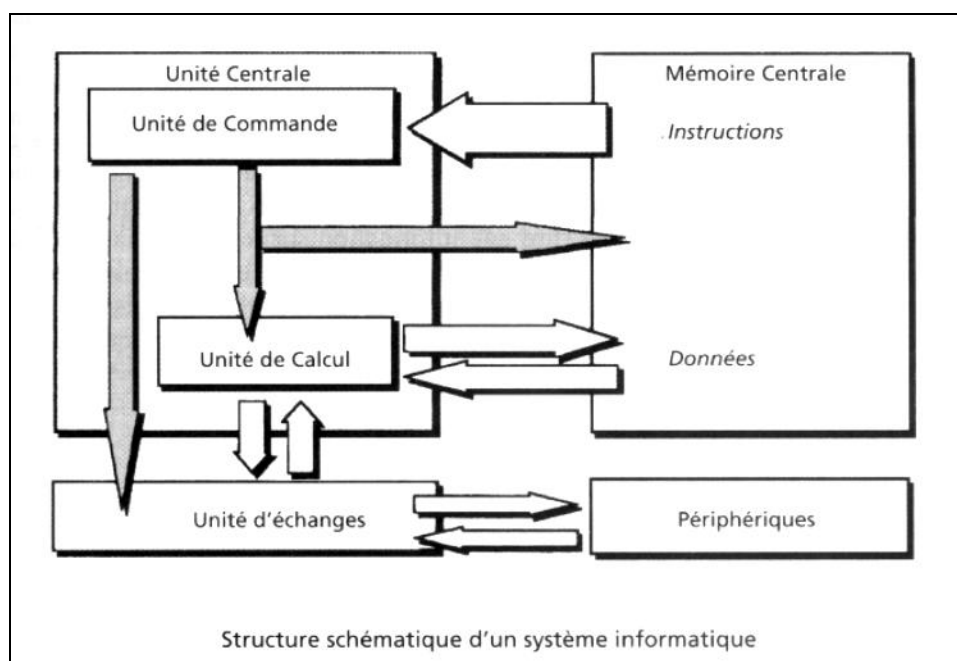 Unité Centrale
Mémoire Centrale
Unité de Commande
Instructions
Unité de Calcul
Données
Unité d'échanges
Périphériques
Structure schématique d'un système informatique